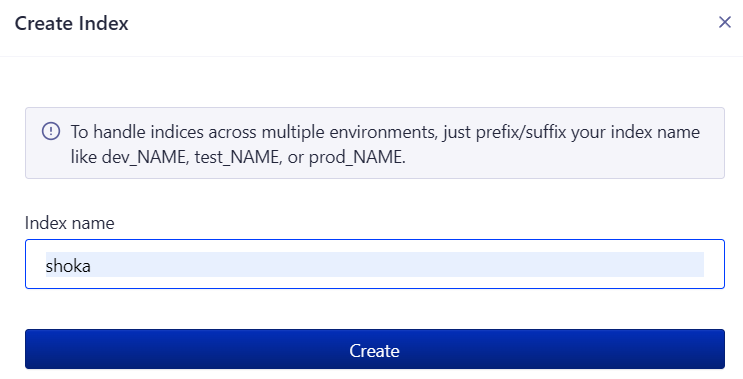 Create Index
To handle indices across multiple environments, just prefix/suffix your index name
like dev_NAME, test_NAME, or prod_NAME.
Index name
shoka
Create